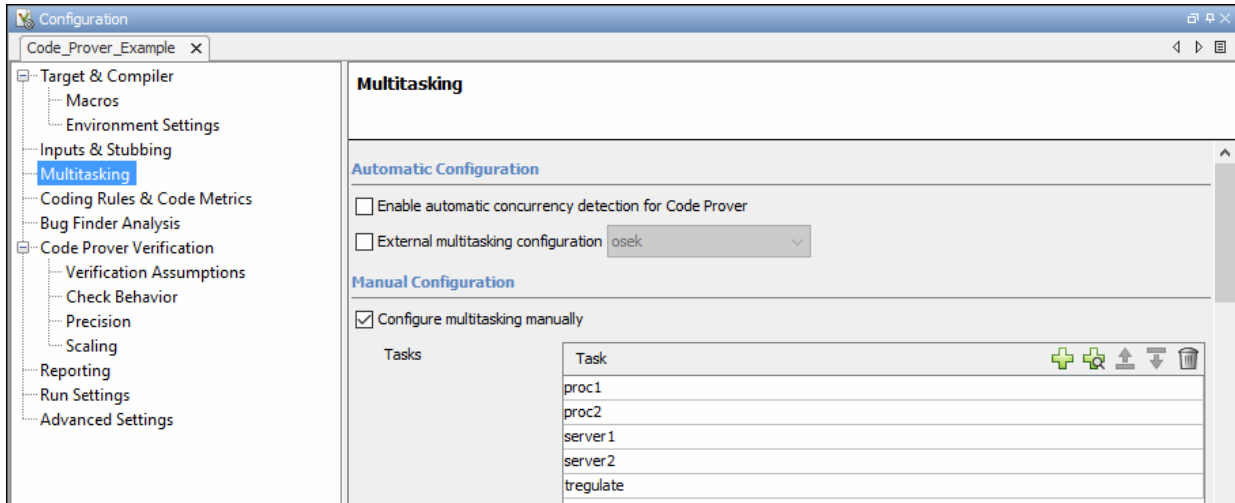 Configuration
Code_Prover_Example
Target & Compiler
Macros
Environment Settings
Inputs & Stubbing
Multitasking
Coding Rules & Code Metrics
Bug Finder Analysis
Code Prover Verification
Verification Assumptions
Check Behavior
Precision
Scaling
Reporting
Run Settings
Advanced Settings
Multitasking
Automatic Configuration
Enable automatic concurrency detection for Code Prover
External multitasking configuration osek
Manual Configuration
Configure multitasking manually
Tasks
Task
proc1
proc2
server1
server2
tregulate